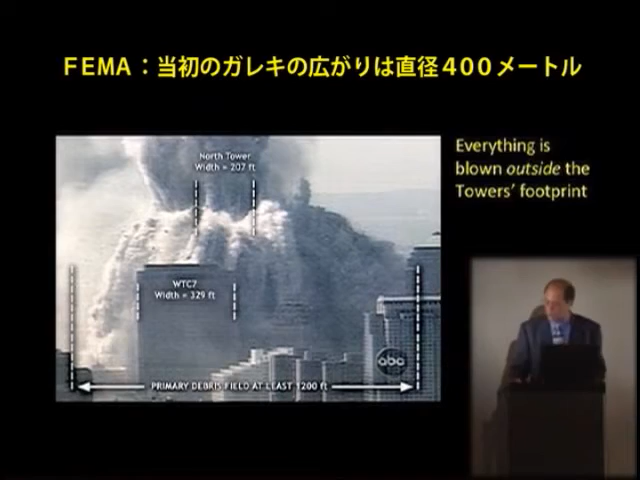 FEMA：当初のガレキの広がりは直径400メートル
Everything is
blown outside the
Towers' footprint
North Tower
Width = 207 ft
WTC7
Width = 329 ft
abc
PRIMARY DEBRIS FIELD AT LEAST 1200 ft